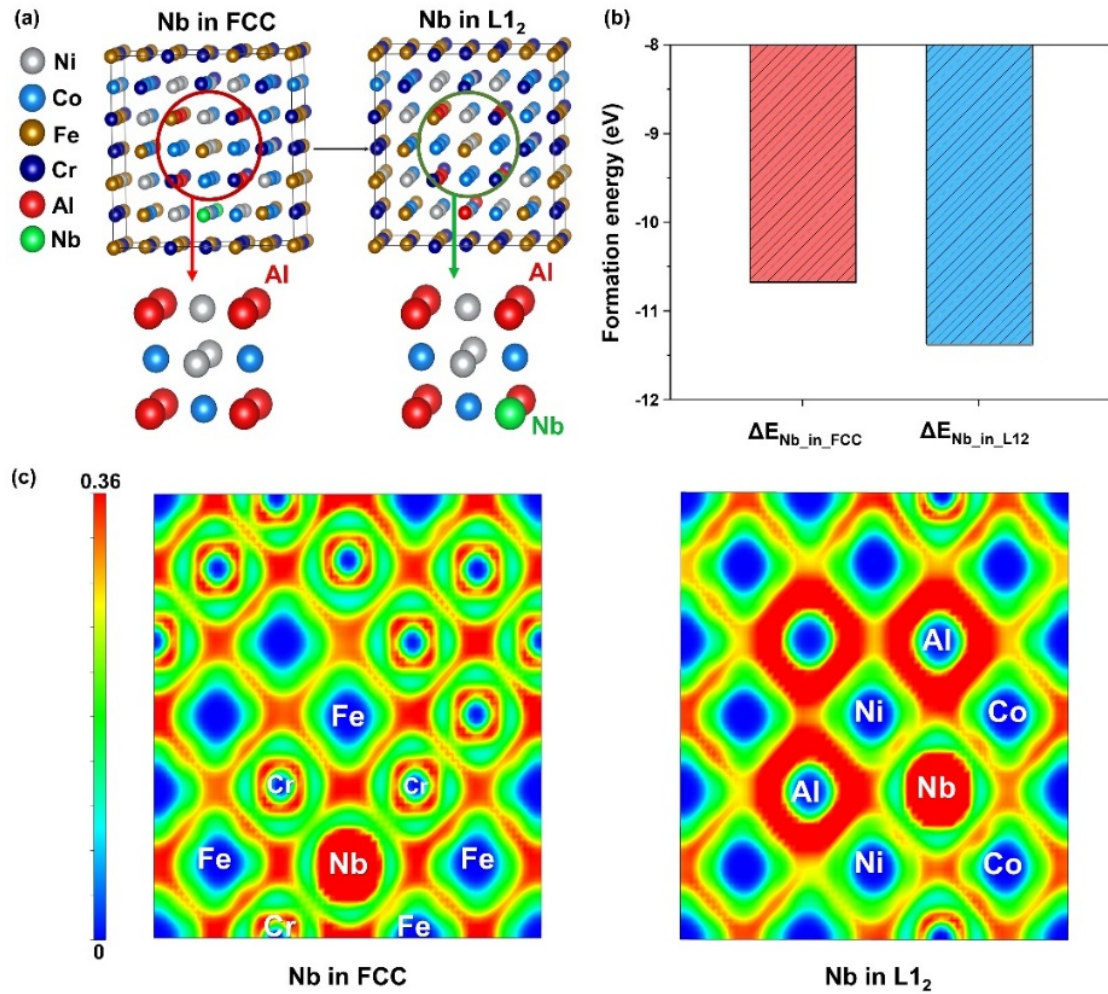 (a)
Nb in FCC
Nb in L1₂
Ni
Co
Fe
Cr
Al
Nb
Al
Al
Nb
(b)
-8
-9
-10
-11
-12
Formation energy (eV)
ΔE_Nb_in_FCC
ΔE_Nb_in_L12
(c)
0.36
0
Fe
Cr
Cr
Fe
Nb
Fe
Cr
Fe
Nb in FCC
Al
Ni
Co
Al
Nb
Ni
Co
Nb in L1₂